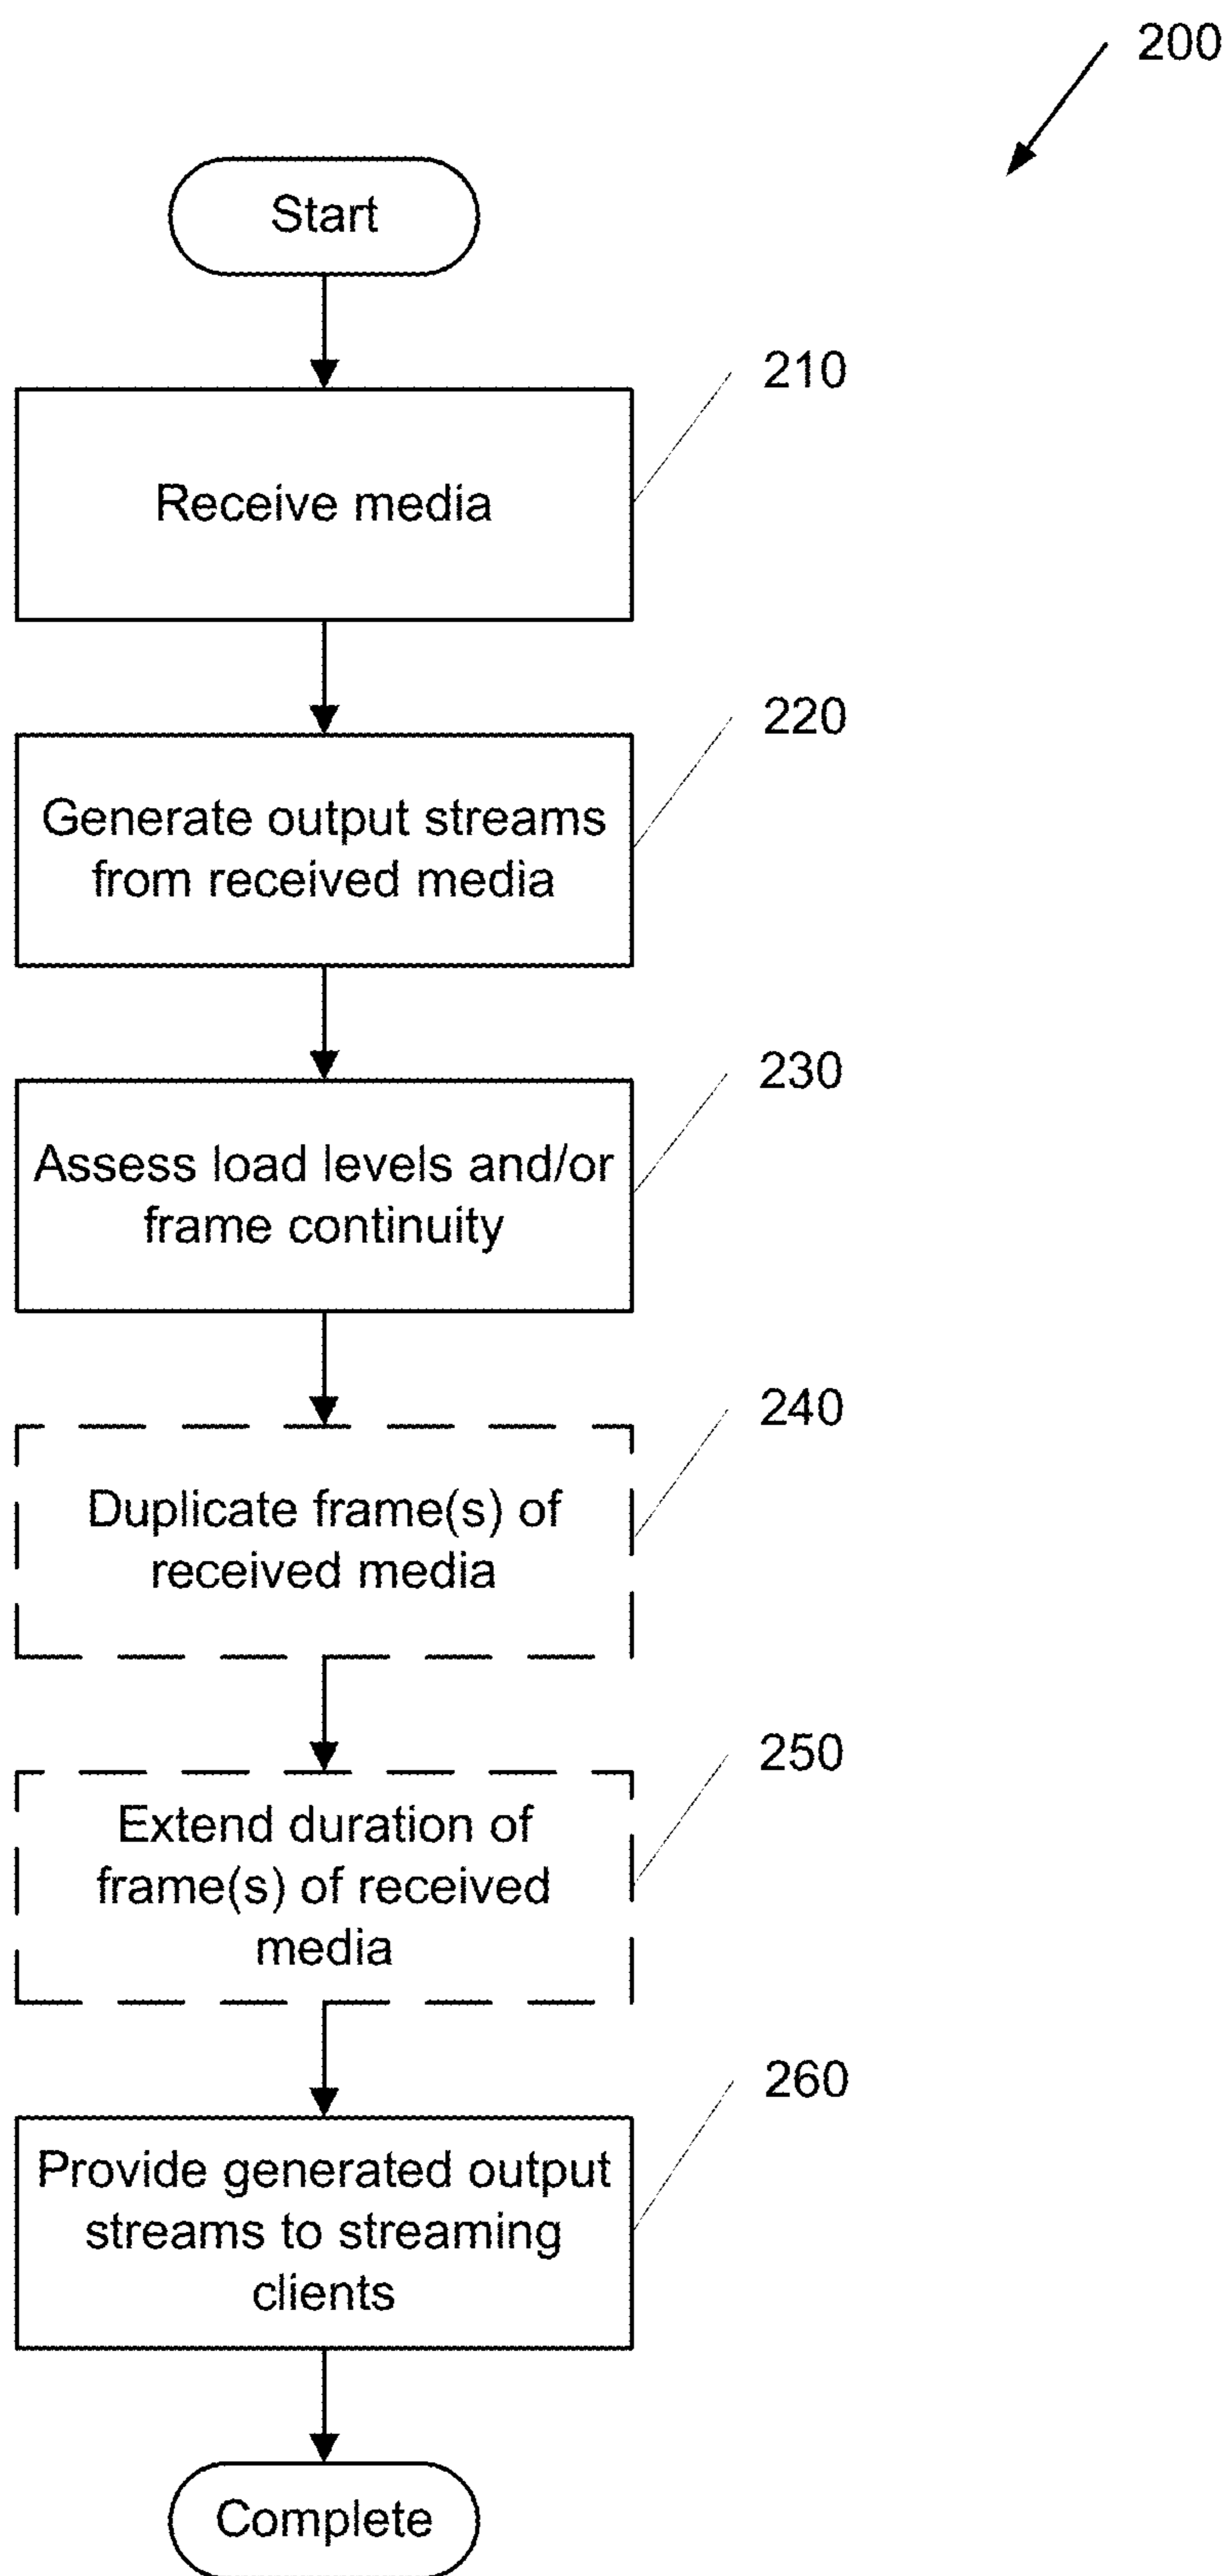 200
Start
210
Receive media
220
Generate output streams
from received media
230
Assess load levels and/or
frame continuity
240
Duplicate frame(s) of
received media
250
Extend duration of
frame(s) of received
media
260
Provide generated output
streams to streaming
clients
Complete